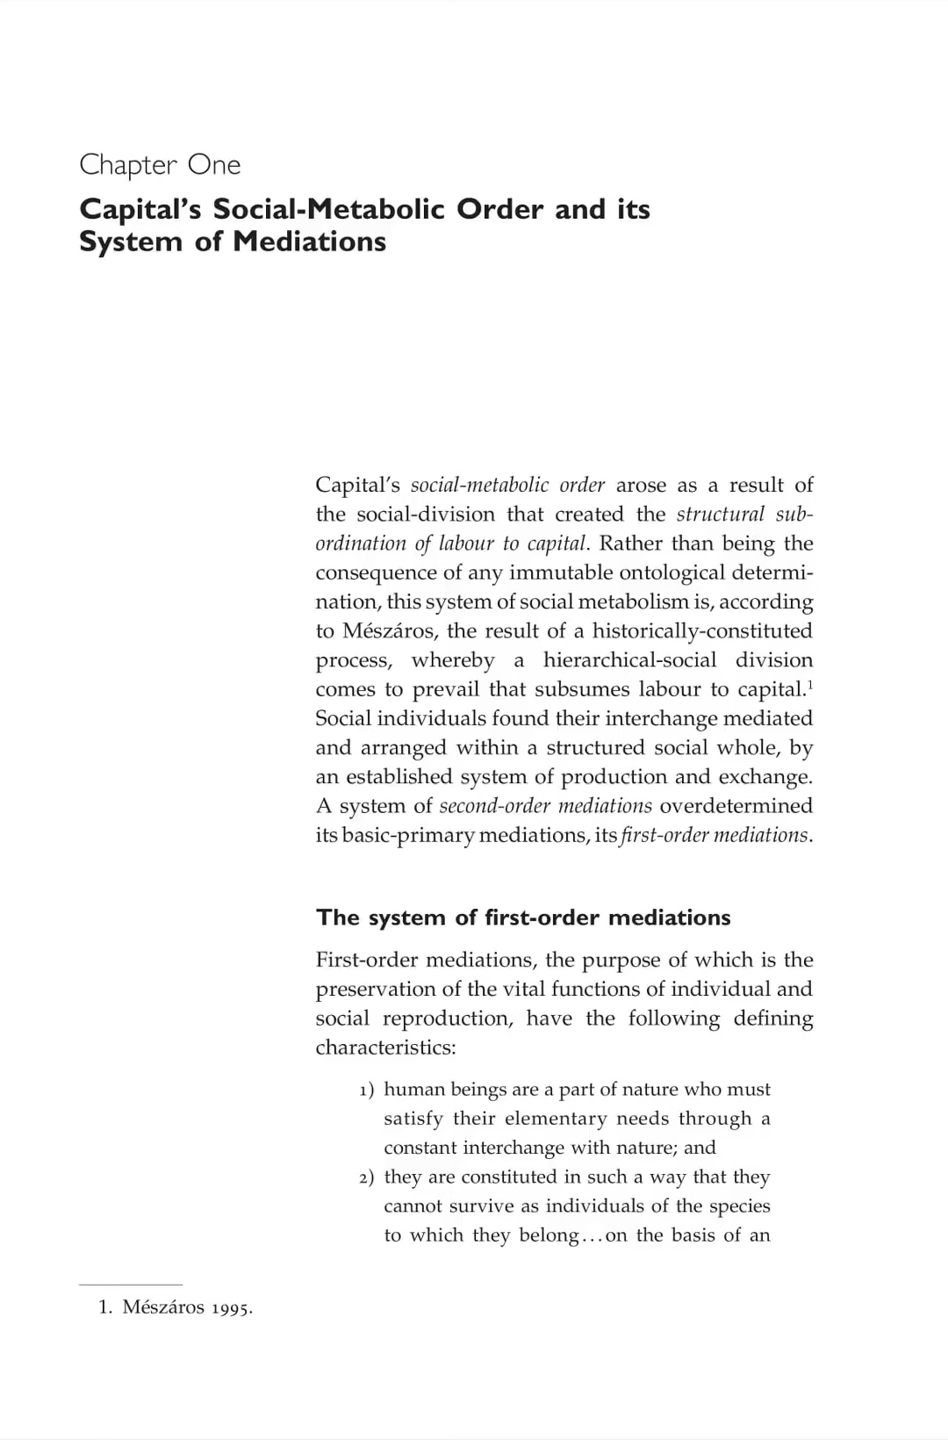 Chapter One
Capital's Social-Metabolic Order and its
System of Mediations
Capital's social-metabolic order arose as a result of
the social-division that created the structural sub-
ordination of labour to capital. Rather than being the
consequence of any immutable ontological determi-
nation, this system of social metabolism is, according
to Mészáros, the result of a historically-constituted
process, whereby a hierarchical-social division
comes to prevail that subsumes labour to capital.¹
Social individuals found their interchange mediated
and arranged within a structured social whole, by
an established system of production and exchange.
A system of second-order mediations overdetermined
its basic-primary mediations, its first-order mediations.
The system of first-order mediations
First-order mediations, the purpose of which is the
preservation of the vital functions of individual and
social reproduction, have the following defining
characteristics:
1) human beings are a part of nature who must
satisfy their elementary needs through a
constant interchange with nature; and
2) they are constituted in such a way that they
cannot survive as individuals of the species
to which they belong...on the basis of an
1. Mészáros 1995.